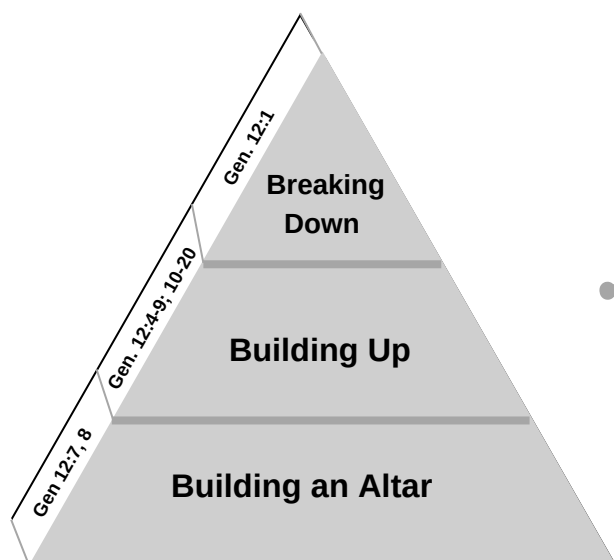 Gen. 12:1
Breaking
Down
Gen. 12:4-9; 10-20
Building Up
Gen 12:7, 8
Building an Altar